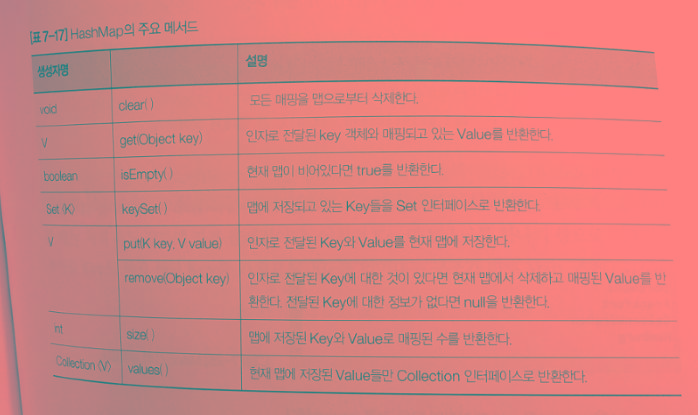 [표 7-17] HashMap의 주요 메서드
생성자명 설명
void clear( ) 모든 매핑을 맵으로부터 삭제한다.
V get(Object key) 인자로 전달된 key 객체와 매핑되고 있는 Value를 반환한다.
boolean isEmpty( ) 현재 맵이 비어있다면 true를 반환한다.
Set ⟨K⟩ keySet( ) 맵에 저장되고 있는 Key들을 Set 인터페이스로 반환한다.
V put(K key, V value) 인자로 전달된 Key와 Value를 현재 맵에 저장한다.
remove(Object key) 인자로 전달된 Key에 대한 것이 있다면 현재 맵에서 삭제하고 매핑된 Value를 반
환한다. 전달된 Key에 대한 정보가 없다면 null을 반환한다.
int size( ) 맵에 저장된 Key와 Value로 매핑된 수를 반환한다.
Collection ⟨V⟩ values( ) 현재 맵에 저장된 Value들만 Collection 인터페이스로 반환한다.